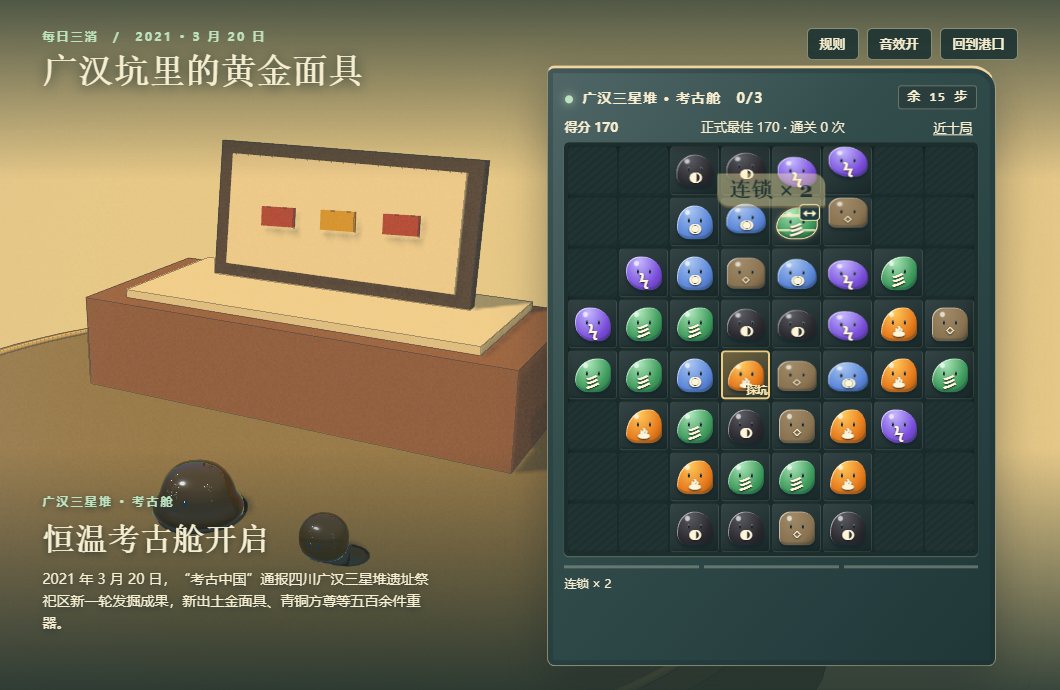 每日三消 / 2021 · 3 月 20 日
广汉坑里的黄金面具
规则
音效开
回到港口
广汉三星堆 · 考古舱 0/3
余 15 步
得分 170
正式最佳 170 · 通关 0 次
近十局
连锁 × 2
探坑
连锁 × 2
广汉三星堆 · 考古舱
恒温考古舱开启
2021 年 3 月 20 日，“考古中国”通报四川广汉三星堆遗址祭
祀区新一轮发掘成果，新出土金面具、青铜方尊等五百余件重
器。